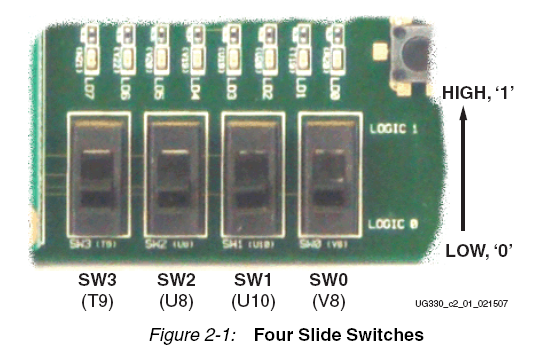 LD7 LD6 LD5 LD4 LD3 LD2 LD1 LD0
HIGH, ‘1’
LOGIC 1
LOGIC 0
SW3 (T9) SW2 (U8) SW1 (U10) SW0 (V8)
LOW, ‘0’
SW3 SW2 SW1 SW0
(T9) (U8) (U10) (V8)
UG330_c2_01_021507
Figure 2-1: Four Slide Switches